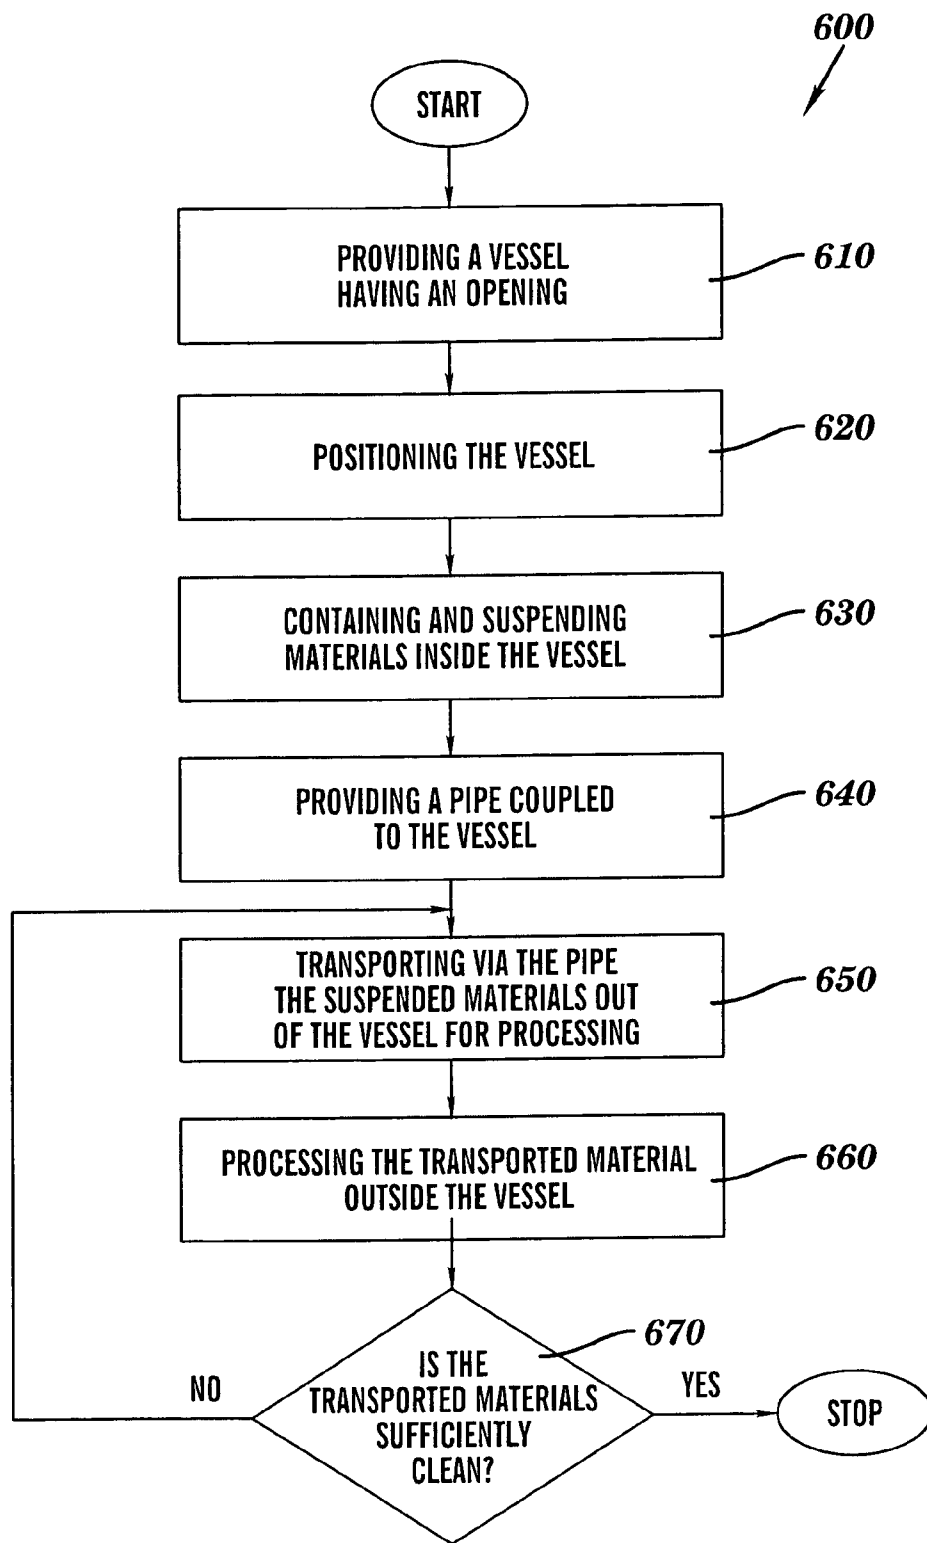 600
START
PROVIDING A VESSEL
HAVING AN OPENING
610
POSITIONING THE VESSEL
620
CONTAINING AND SUSPENDING
MATERIALS INSIDE THE VESSEL
630
PROVIDING A PIPE COUPLED
TO THE VESSEL
640
TRANSPORTING VIA THE PIPE
THE SUSPENDED MATERIALS OUT
OF THE VESSEL FOR PROCESSING
650
PROCESSING THE TRANSPORTED MATERIAL
OUTSIDE THE VESSEL
660
IS THE
TRANSPORTED MATERIALS
SUFFICIENTLY
CLEAN?
670
NO
YES
STOP